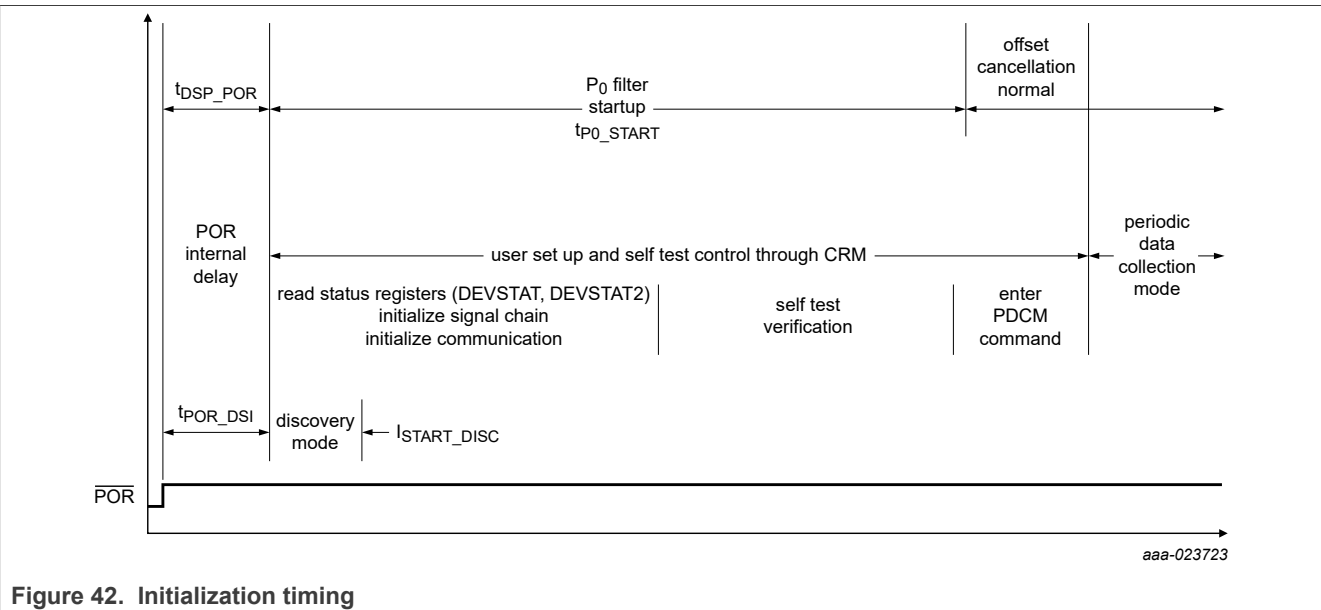 offset
cancellation
normal
tDSP_POR
P0 filter
startup
tP0_START
POR
internal
delay
user set up and self test control through CRM
periodic
data
collection
mode
read status registers (DEVSTAT, DEVSTAT2)
initialize signal chain
initialize communication
self test
verification
enter
PDCM
command
tPOR_DSI
discovery
mode
ISTART_DISC
POR
aaa-023723
Figure 42. Initialization timing